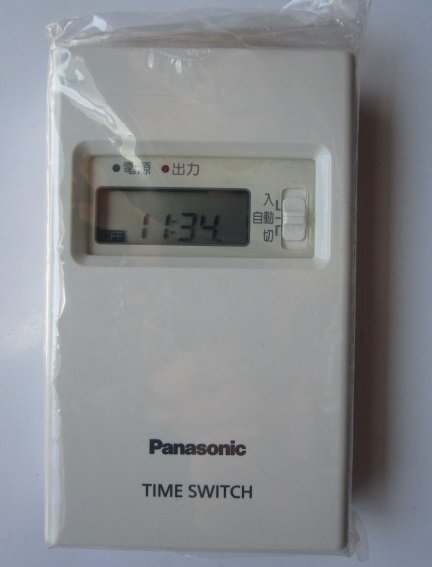 電源 出力
入
自動
切
11:34
Panasonic
TIME SWITCH